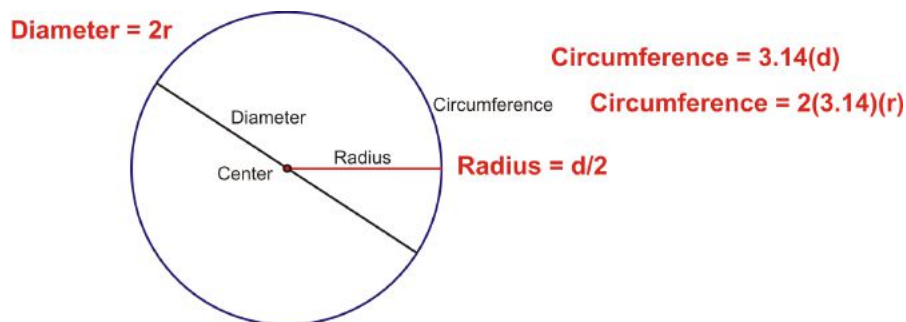 Diameter = 2r
Circumference = 3.14(d)
Circumference
Circumference = 2(3.14)(r)
Diameter
Radius
Center
Radius = d/2